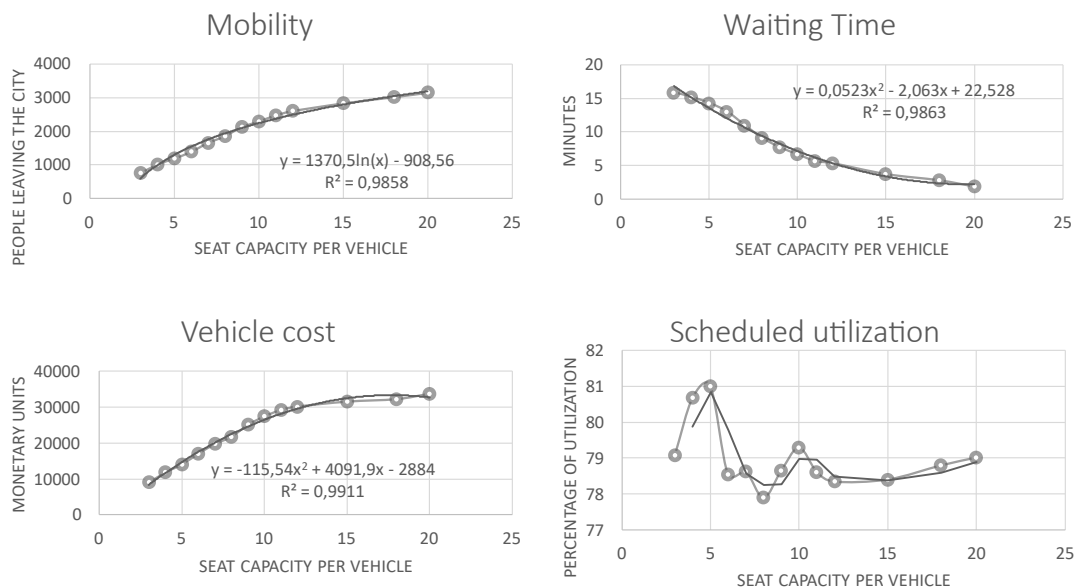 Mobility
PEOPLE LEAVING THE CITY
4000
3000
2000
1000
0
0 5 10 15 20 25
SEAT CAPACITY PER VEHICLE
y = 1370,5ln(x) - 908,56
R² = 0,9858
Waiting Time
MINUTES
20
15
10
5
0
0 5 10 15 20 25
SEAT CAPACITY PER VEHICLE
y = 0,0523x² - 2,063x + 22,528
R² = 0,9863
Vehicle cost
MONETARY UNITS
40000
30000
20000
10000
0
0 5 10 15 20 25
SEAT CAPACITY PER VEHICLE
y = -115,54x² + 4091,9x - 2884
R² = 0,9911
Scheduled utilization
PERCENTAGE OF UTILIZATION
82
81
80
79
78
77
0 5 10 15 20 25
SEAT CAPACITY PER VEHICLE